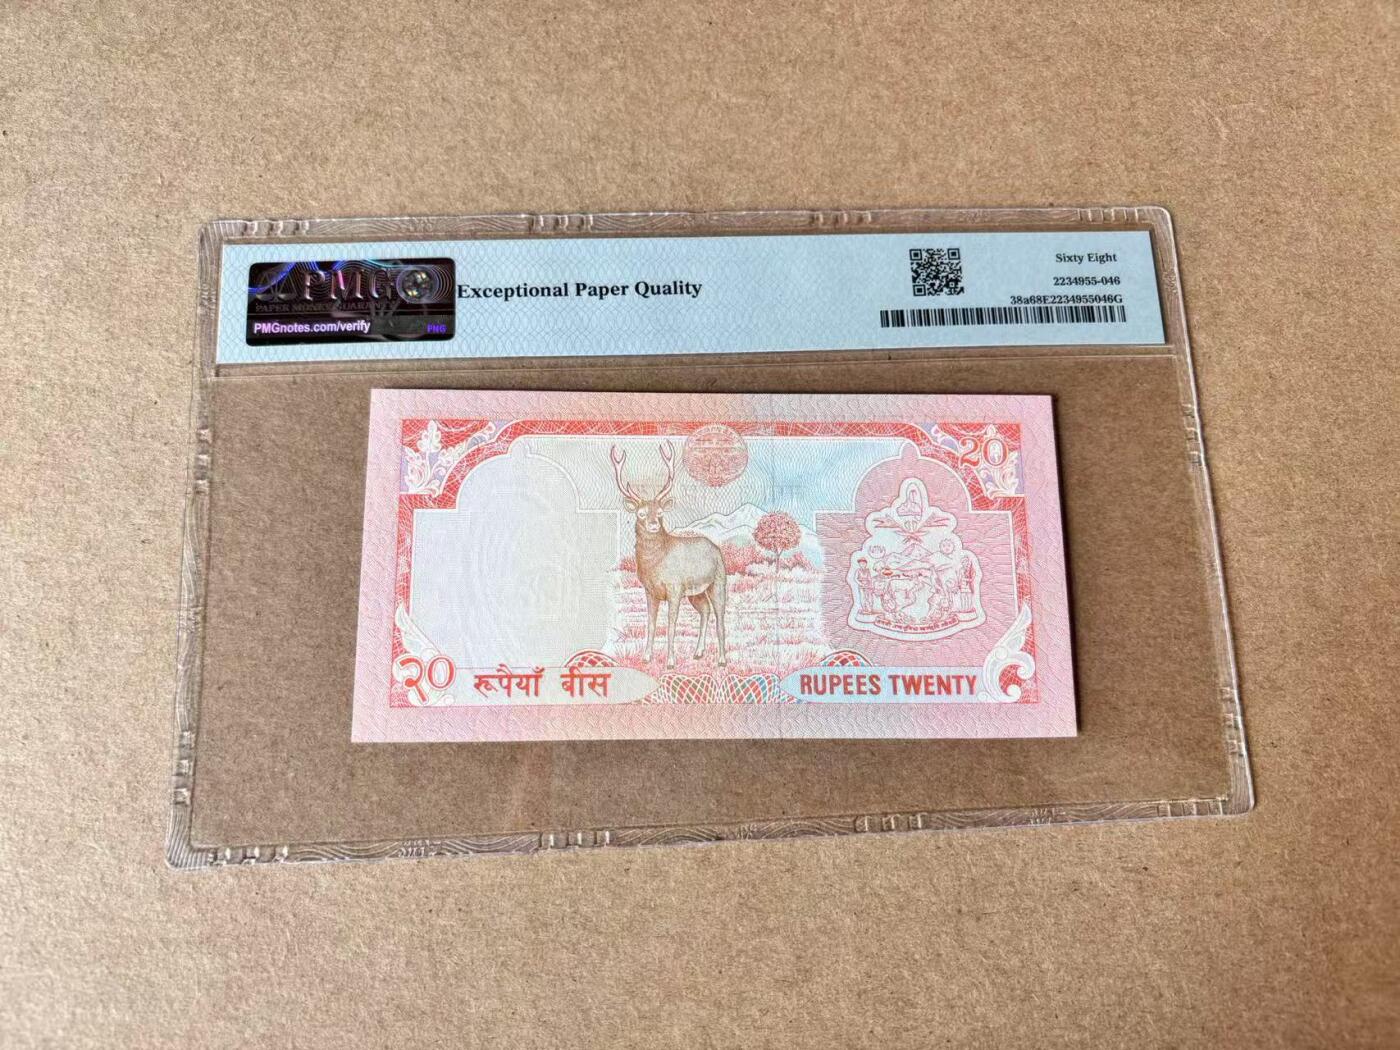 PMG
PAPER MONEY GUARANTY
PMGnotes.com/verify
PNG
Exceptional Paper Quality
Sixty Eight
2234955-046
38a68E2234955046G
20
२० रूपैयाँ बीस
RUPEES TWENTY